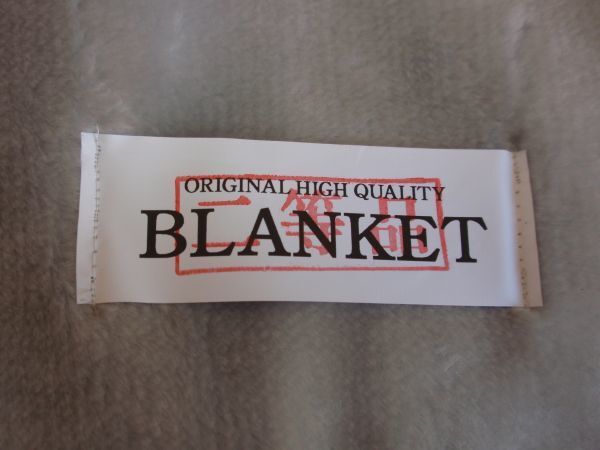 ORIGINAL HIGH QUALITY
BLANKET
二等品